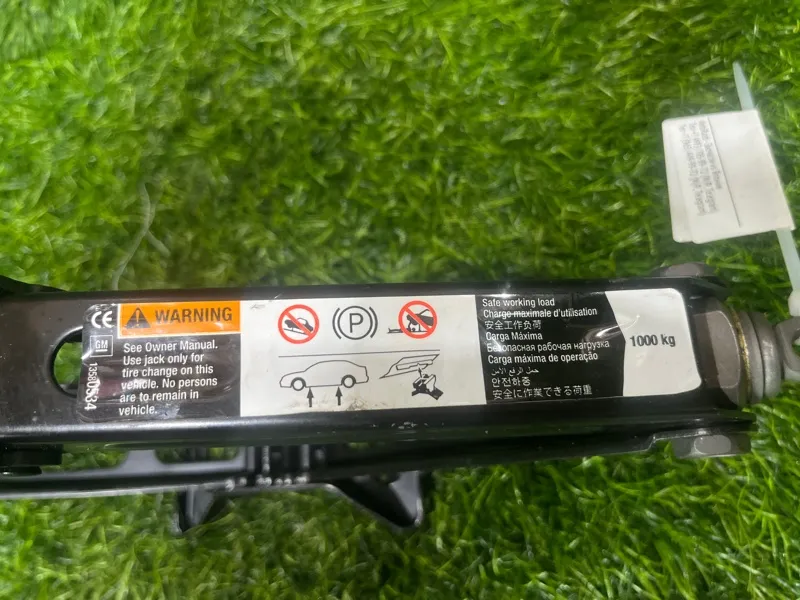 CE
WARNING
GM
13580534
See Owner Manual.
Use jack only for
tire change on this
vehicle. No persons
are to remain in
vehicle.
P
Safe working load
Charge maximale d'utilisation
安全工作负荷
Carga Máxima
Безопасная рабочая нагрузка
Carga máxima de operação
حمل الرفع الآمن
안전하중
安全に作業できる荷重
1000 kg